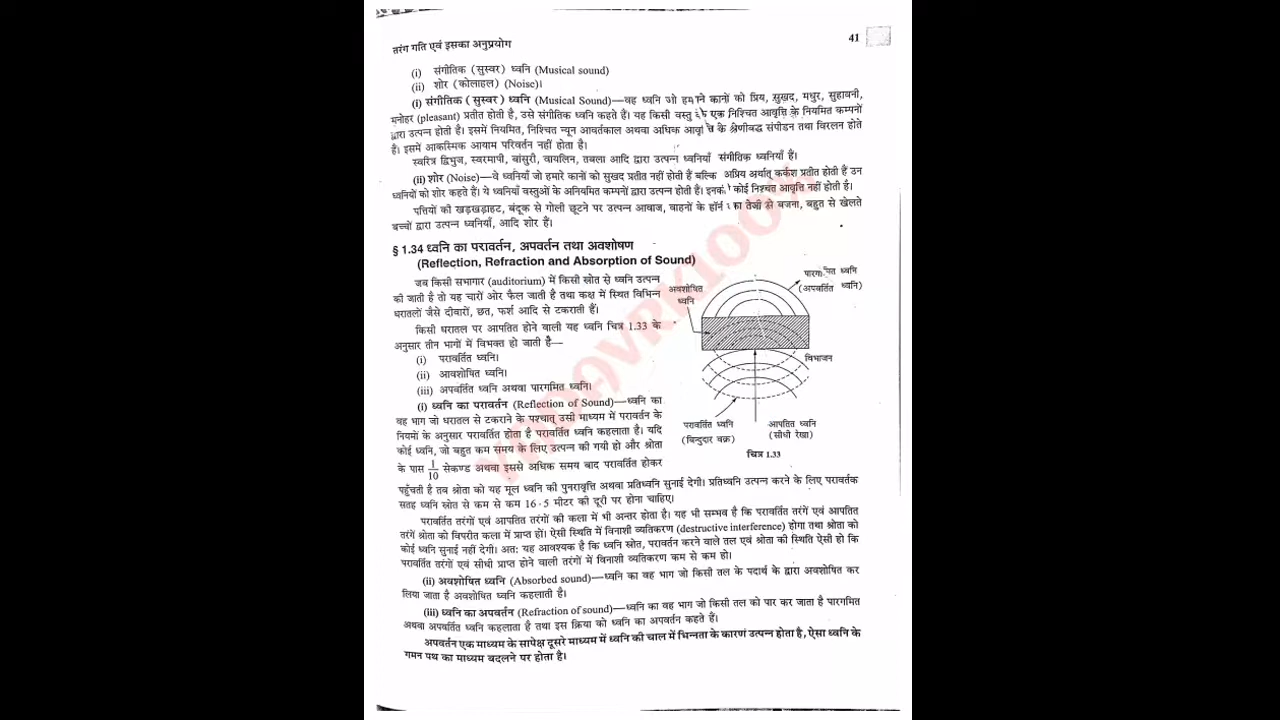 तरंग गति एवं इसका अनुप्रयोग
41
(i) संगीतिक (सुस्वर) ध्वनि (Musical sound)
(ii) शोर (कोलाहल) (Noise)।
(i) संगीतिक (सुस्वर) ध्वनि (Musical Sound)—वह ध्वनि जो हमारे कानों को प्रिय, सुखद, मधुर, सुहावनी,
मनोहर (pleasant) प्रतीत होती है, उसे संगीतिक ध्वनि कहते हैं। यह किसी वस्तु के एक निश्चित आवृत्ति के नियमित कम्पनों
द्वारा उत्पन्न होती है। इसमें नियमित, निश्चित न्यून आवर्तकाल अथवा अधिक आवृत्ति के श्रेणीबद्ध संपीडन तथा विरलन होते
हैं। इसमें आकस्मिक आयाम परिवर्तन नहीं होता है।
स्वरित्र द्विभुज, स्वरमापी, बांसुरी, वायलिन, तबला आदि द्वारा उत्पन्न ध्वनियाँ संगीतिक ध्वनियाँ हैं।
(ii) शोर (Noise)—वे ध्वनियाँ जो हमारे कानों को सुखद प्रतीत नहीं होती हैं बल्कि अप्रिय अर्थात् कर्कश प्रतीत होती हैं उन
ध्वनियों को शोर कहते हैं। ये ध्वनियाँ वस्तुओं के अनियमित कम्पनों द्वारा उत्पन्न होती हैं। इनकी कोई निश्चत आवृत्ति नहीं होती है।
पत्तियों की खड़खड़ाहट, बंदूक से गोली छूटने पर उत्पन्न आवाज, वाहनों के हॉर्न का तेजी से बजना, बहुत से खेलते
बच्चों द्वारा उत्पन्न ध्वनियाँ, आदि शोर हैं।
§ 1.34 ध्वनि का परावर्तन, अपवर्तन तथा अवशोषण
(Reflection, Refraction and Absorption of Sound)
जब किसी सभागार (auditorium) में किसी स्रोत से ध्वनि उत्पन्न
की जाती है तो यह चारों ओर फैल जाती है तथा कक्ष में स्थित विभिन्न
धरातलों जैसे दीवारों, छत, फर्श आदि से टकराती हैं।
किसी धरातल पर आपतित होने वाली यह ध्वनि चित्र 1.33 के
अनुसार तीन भागों में विभक्त हो जाती है—
(i) परावर्तित ध्वनि।
(ii) आवशोषित ध्वनि।
(iii) अपवर्तित ध्वनि अथवा पारगमित ध्वनि।
(i) ध्वनि का परावर्तन (Reflection of Sound)—ध्वनि का
वह भाग जो धरातल से टकराने के पश्चात् उसी माध्यम में परावर्तन के
नियमों के अनुसार परावर्तित होता है परावर्तित ध्वनि कहलाता है। यदि
कोई ध्वनि, जो बहुत कम समय के लिए उत्पन्न की गयी हो और श्रोता
के पास 1/10 सेकण्ड अथवा इससे अधिक समय बाद परावर्तित होकर
पहुँचती है तब श्रोता को यह मूल ध्वनि की पुनरावृत्ति अथवा प्रतिध्वनि सुनाई देगी। प्रतिध्वनि उत्पन्न करने के लिए परावर्तक
सतह ध्वनि स्रोत से कम से कम 16·5 मीटर की दूरी पर होना चाहिए।
परावर्तित तरंगों एवं आपतित तरंगों की कला में भी अन्तर होता है। यह भी सम्भव है कि परावर्तित तरंगें एवं आपतित
तरंगें श्रोता को विपरीत कला में प्राप्त हों। ऐसी स्थिति में विनाशी व्यतिकरण (destructive interference) होगा तथा श्रोता को
कोई ध्वनि सुनाई नहीं देगी। अतः यह आवश्यक है कि ध्वनि स्रोत, परावर्तन करने वाले तल एवं श्रोता की स्थिति ऐसी हो कि
परावर्तित तरंगों एवं सीधी प्राप्त होने वाली तरंगों में विनाशी व्यतिकरण कम से कम हो।
(ii) अवशोषित ध्वनि (Absorbed sound)—ध्वनि का वह भाग जो किसी तल के पदार्थ के द्वारा अवशोषित कर
लिया जाता है अवशोषित ध्वनि कहलाती है।
(iii) ध्वनि का अपवर्तन (Refraction of sound)—ध्वनि का वह भाग जो किसी तल को पार कर जाता है पारगमित
अथवा अपवर्तित ध्वनि कहलाता है तथा इस क्रिया को ध्वनि का अपवर्तन कहते हैं।
अपवर्तन एक माध्यम के सापेक्ष दूसरे माध्यम में ध्वनि की चाल में भिन्नता के कारण उत्पन्न होता है, ऐसा ध्वनि के
गमन पथ का माध्यम बदलने पर होता है।
अवशोषित
ध्वनि
पारगमित ध्वनि
(अपवर्तित ध्वनि)
विभाजन
परावर्तित ध्वनि
(बिन्दुदार वक्र)
आपतित ध्वनि
(सीधी रेखा)
चित्र 1.33